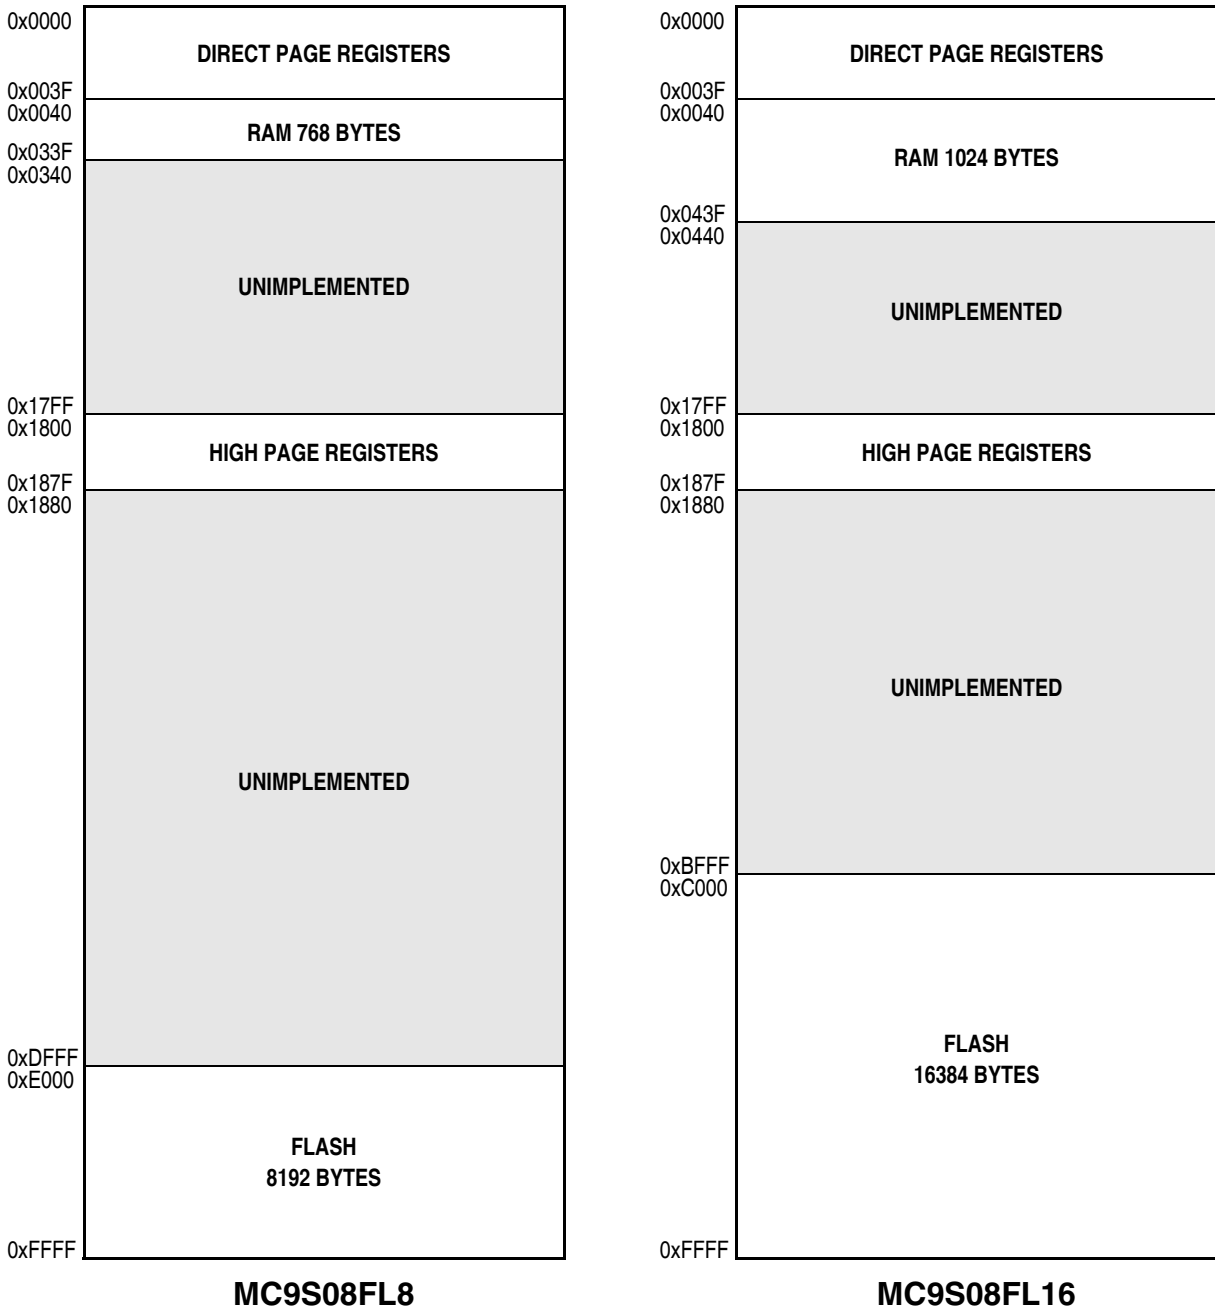 0x0000
DIRECT PAGE REGISTERS
0x003F
0x0040
RAM 768 BYTES
0x033F
0x0340
UNIMPLEMENTED
0x17FF
0x1800
HIGH PAGE REGISTERS
0x187F
0x1880
UNIMPLEMENTED
0xDFFF
0xE000
FLASH
8192 BYTES
0xFFFF
MC9S08FL8
0x0000
DIRECT PAGE REGISTERS
0x003F
0x0040
RAM 1024 BYTES
0x043F
0x0440
UNIMPLEMENTED
0x17FF
0x1800
HIGH PAGE REGISTERS
0x187F
0x1880
UNIMPLEMENTED
0xBFFF
0xC000
FLASH
16384 BYTES
0xFFFF
MC9S08FL16